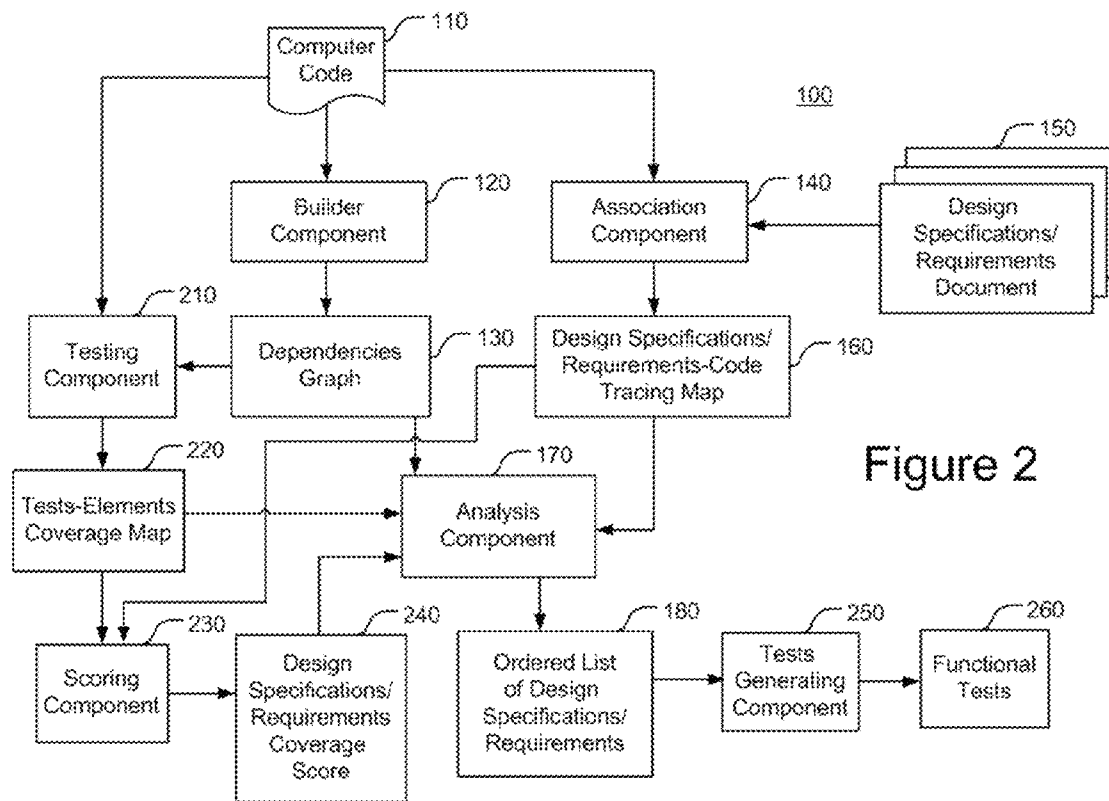 110
Computer
Code
100
150
120
140
Builder
Component
Association
Component
Design
Specifications/
Requirements
Document
210
130
160
Testing
Component
Dependencies
Graph
Design Specifications/
Requirements-Code
Tracing Map
220
170
Figure 2
Tests-Elements
Coverage Map
Analysis
Component
230
240
180
250
260
Scoring
Component
Design
Specifications/
Requirements
Coverage
Score
Ordered List
of Design
Specifications/
Requirements
Tests
Generating
Component
Functional
Tests